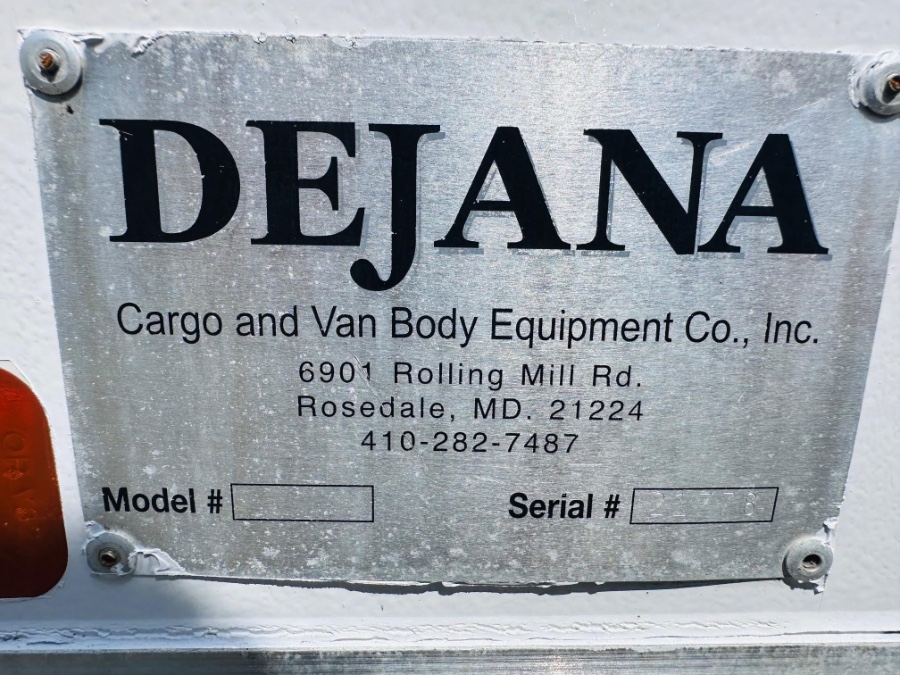 DEJANA
Cargo and Van Body Equipment Co., Inc.
6901 Rolling Mill Rd.
Rosedale, MD. 21224
410-282-7487
Model # Serial #